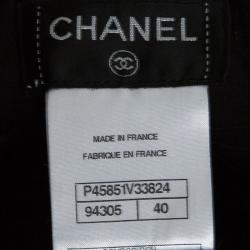 CHANEL
MADE IN FRANCE
FABRIQUE EN FRANCE
P45851V33824
94305 40